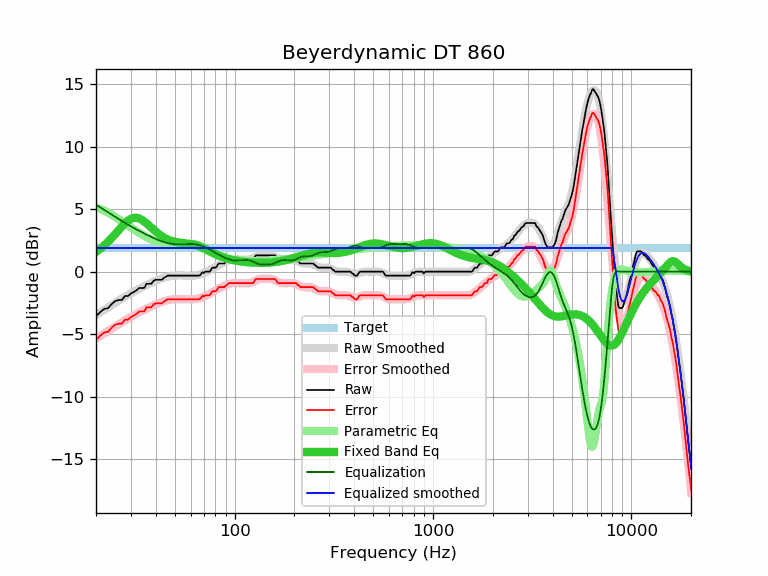 Beyerdynamic DT 860
Amplitude (dBr)
15
10
5
0
−5
−10
−15
Target
Raw Smoothed
Error Smoothed
Raw
Error
Parametric Eq
Fixed Band Eq
Equalization
Equalized smoothed
100
1000
10000
Frequency (Hz)